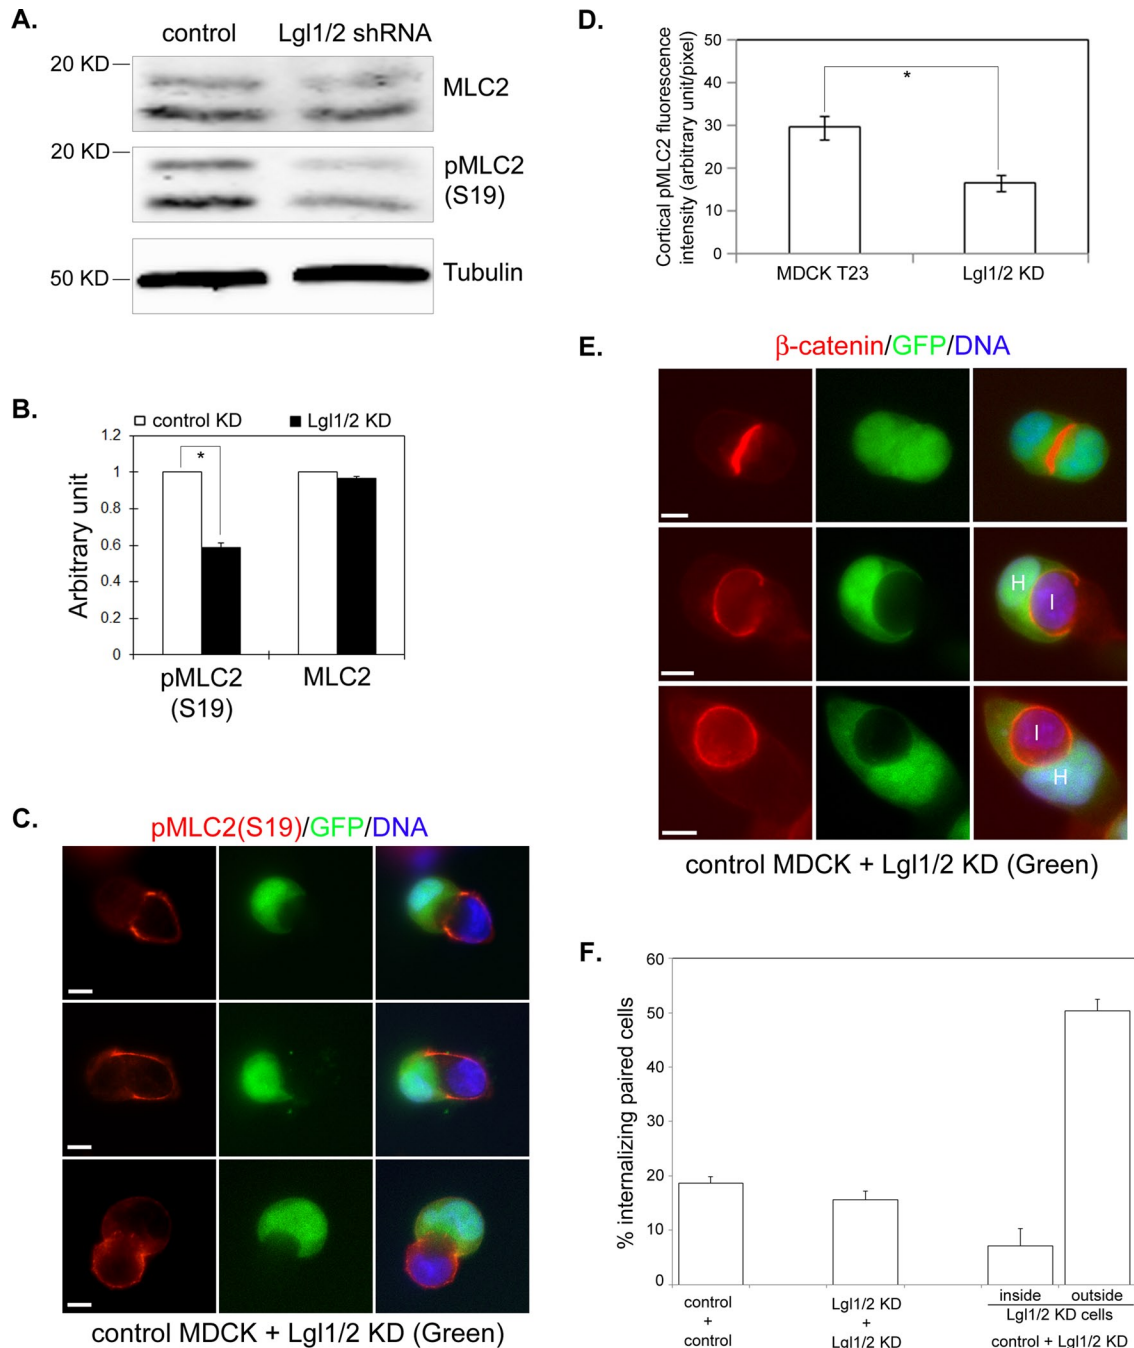 A.
control Lgl1/2 shRNA
20 KD
MLC2
20 KD
pMLC2
(S19)
50 KD
Tubulin
B.
control KD Lgl1/2 KD
1.2
1
0.8
0.6
0.4
0.2
0
Arbitrary unit
*
pMLC2
(S19)
MLC2
C.
pMLC2(S19)/GFP/DNA
control MDCK + Lgl1/2 KD (Green)
D.
Cortical pMLC2 fluorescence
intensity (arbitrary unit/pixel)
50
40
30
20
10
0
*
MDCK T23 Lgl1/2 KD
E.
β-catenin/GFP/DNA
H
I
I
H
control MDCK + Lgl1/2 KD (Green)
F.
% internalizing paired cells
60
50
40
30
20
10
0
control
+
control
Lgl1/2 KD
+
Lgl1/2 KD
inside outside
Lgl1/2 KD cells
control + Lgl1/2 KD